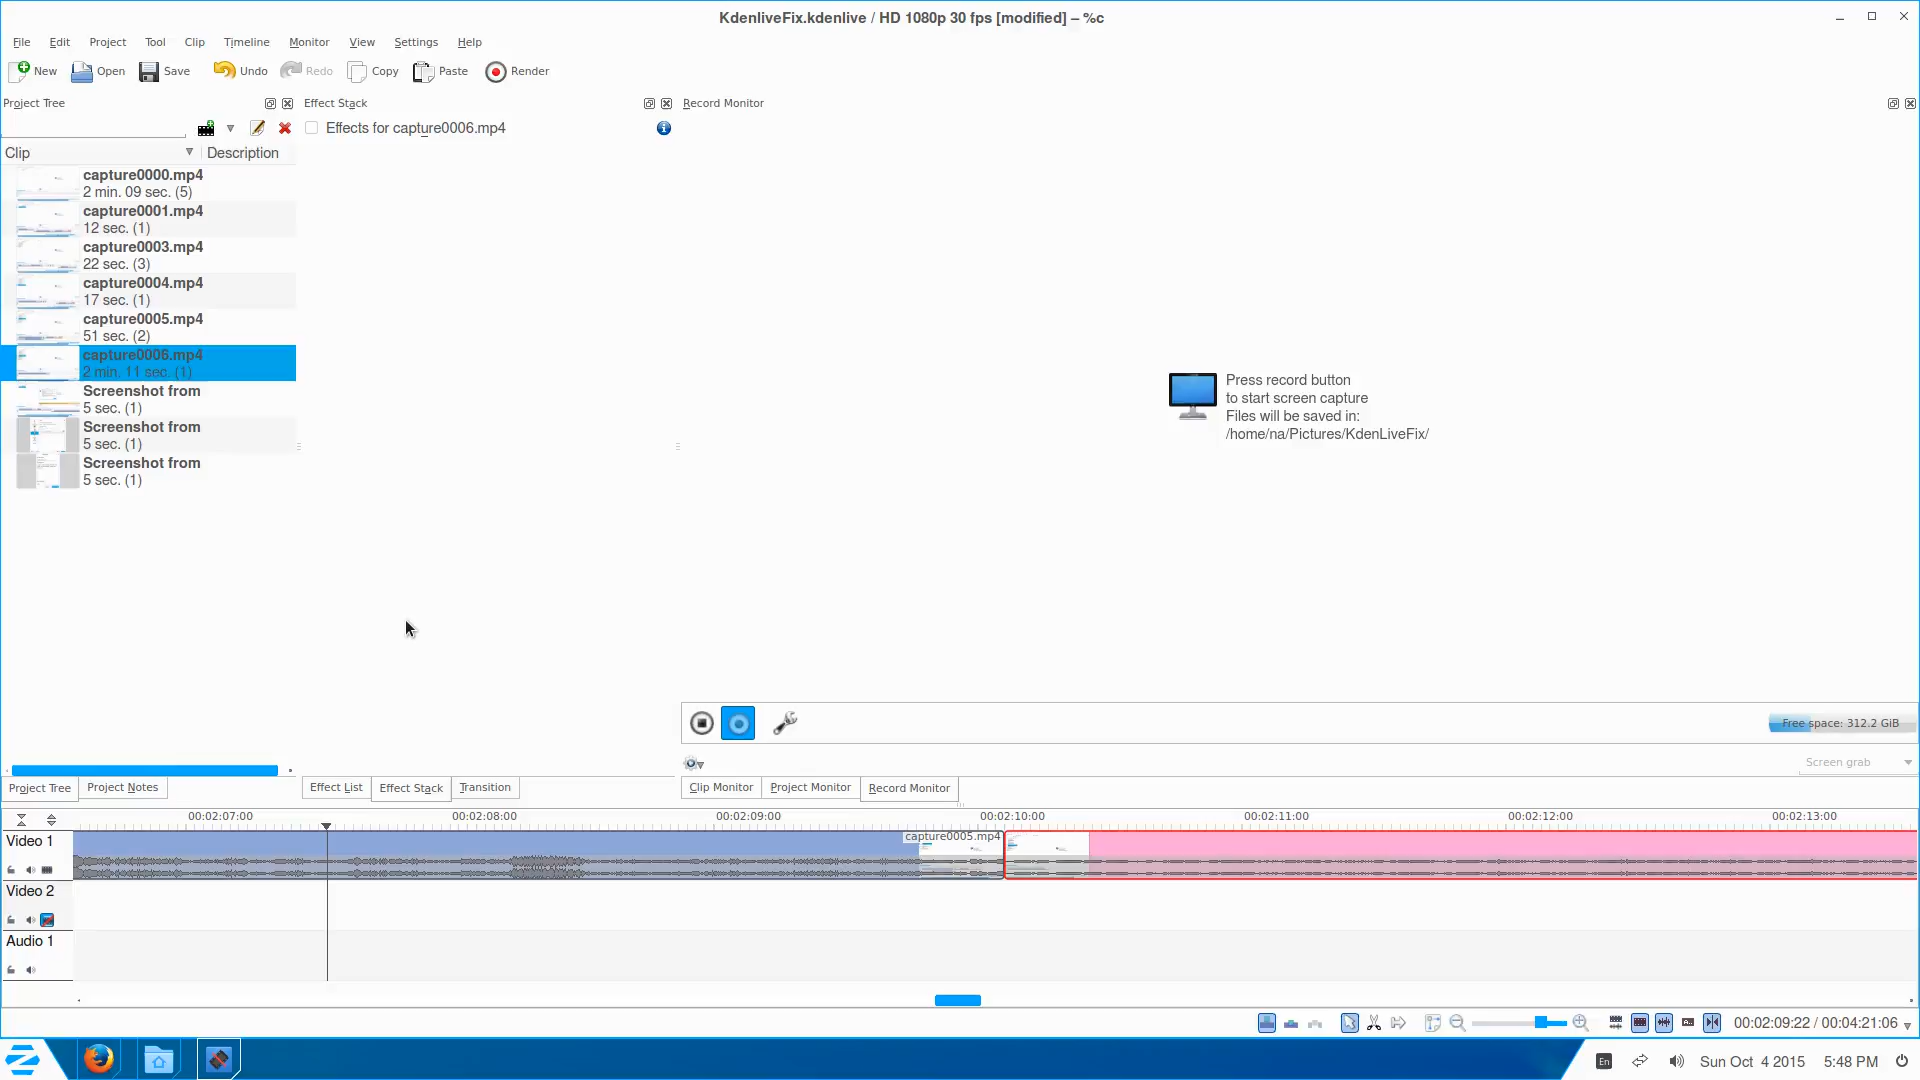 KdenliveFix.kdenlive / HD 1080p 30 fps [modified] – %c
File Edit Project Tool Clip Timeline Monitor View Settings Help
New Open Save Undo Redo Copy Paste Render
Project Tree
Effect Stack
Record Monitor
Effects for capture0006.mp4
Clip Description
capture0000.mp4
2 min. 09 sec. (5)
capture0001.mp4
12 sec. (1)
capture0003.mp4
22 sec. (3)
capture0004.mp4
17 sec. (1)
capture0005.mp4
51 sec. (2)
capture0006.mp4
2 min. 11 sec. (1)
Screenshot from
5 sec. (1)
Screenshot from
5 sec. (1)
Screenshot from
5 sec. (1)
Press record button
to start screen capture
Files will be saved in:
/home/na/Pictures/KdenLiveFix/
Free space: 312.2 GiB
Screen grab
Project Tree Project Notes
Effect List Effect Stack Transition
Clip Monitor Project Monitor Record Monitor
00:02:07:00 00:02:08:00 00:02:09:00 00:02:10:00 00:02:11:00 00:02:12:00 00:02:13:00
Video 1
capture0005.mp4
Video 2
Audio 1
00:02:09:22 / 00:04:21:06
En
Sun Oct 4 2015 5:48 PM